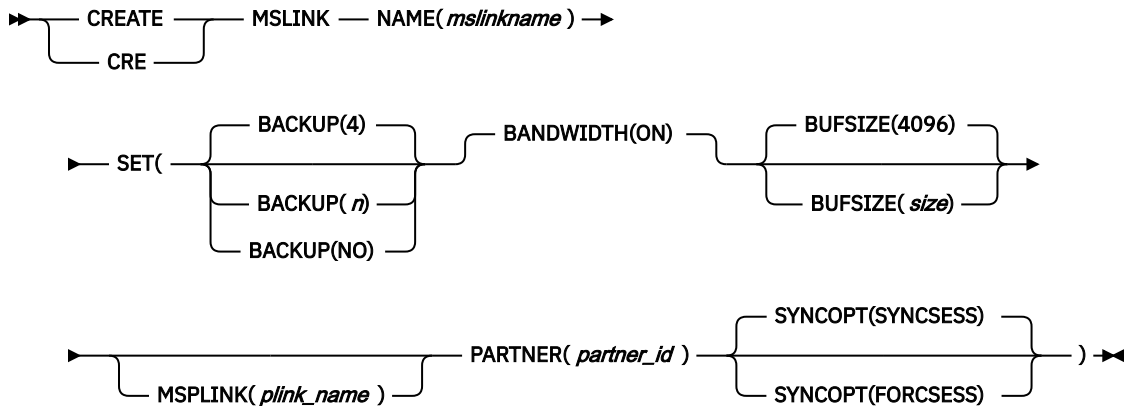 CREATE MSLINK NAME( mslinkname )
CRE
BACKUP(4) BANDWIDTH(ON) BUFSIZE(4096)
SET(
BACKUP( n) BUFSIZE( size)
BACKUP(NO)
SYNCOPT(SYNCSESS)
PARTNER( partner_id ) )
MSPLINK( plink_name ) SYNCOPT(FORCSESS)